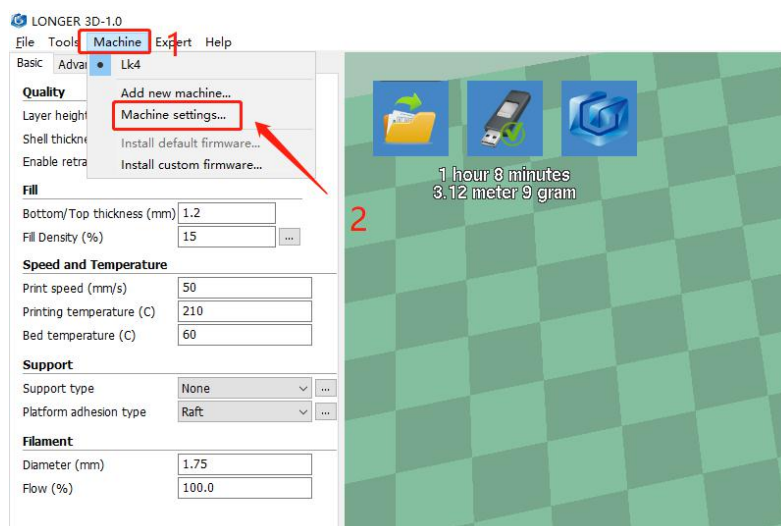 LONGER 3D-1.0
File Tools Machine Expert Help
1
Basic Advan
Lk4
Quality
Add new machine...
Layer height
Machine settings...
Shell thickne
Install default firmware...
Enable retra
Install custom firmware...
1 hour 8 minutes
3.12 meter 9 gram
Fill
Bottom/Top thickness (mm) 1.2
2
Fill Density (%) 15 ...
Speed and Temperature
Print speed (mm/s) 50
Printing temperature (C) 210
Bed temperature (C) 60
Support
Support type None ...
Platform adhesion type Raft ...
Filament
Diameter (mm) 1.75
Flow (%) 100.0